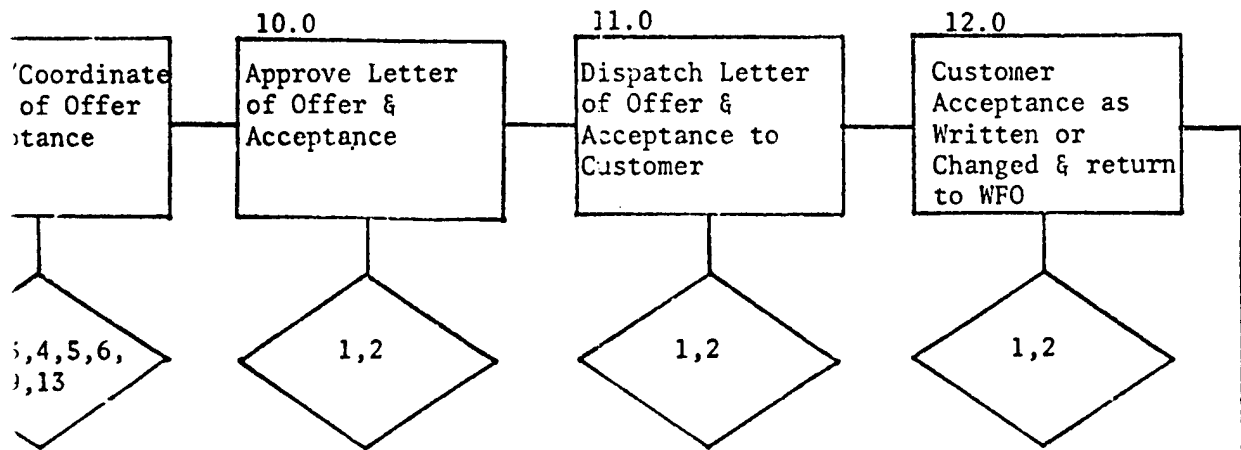 10.0
11.0
12.0
Coordinate
of Offer
Approve Letter
of Offer &
Acceptance
Dispatch Letter
of Offer &
Acceptance to
Customer
Customer
Acceptance as
Written or
Changed & return
to WFO
,4,5,6,
,13
1,2
1,2
1,2